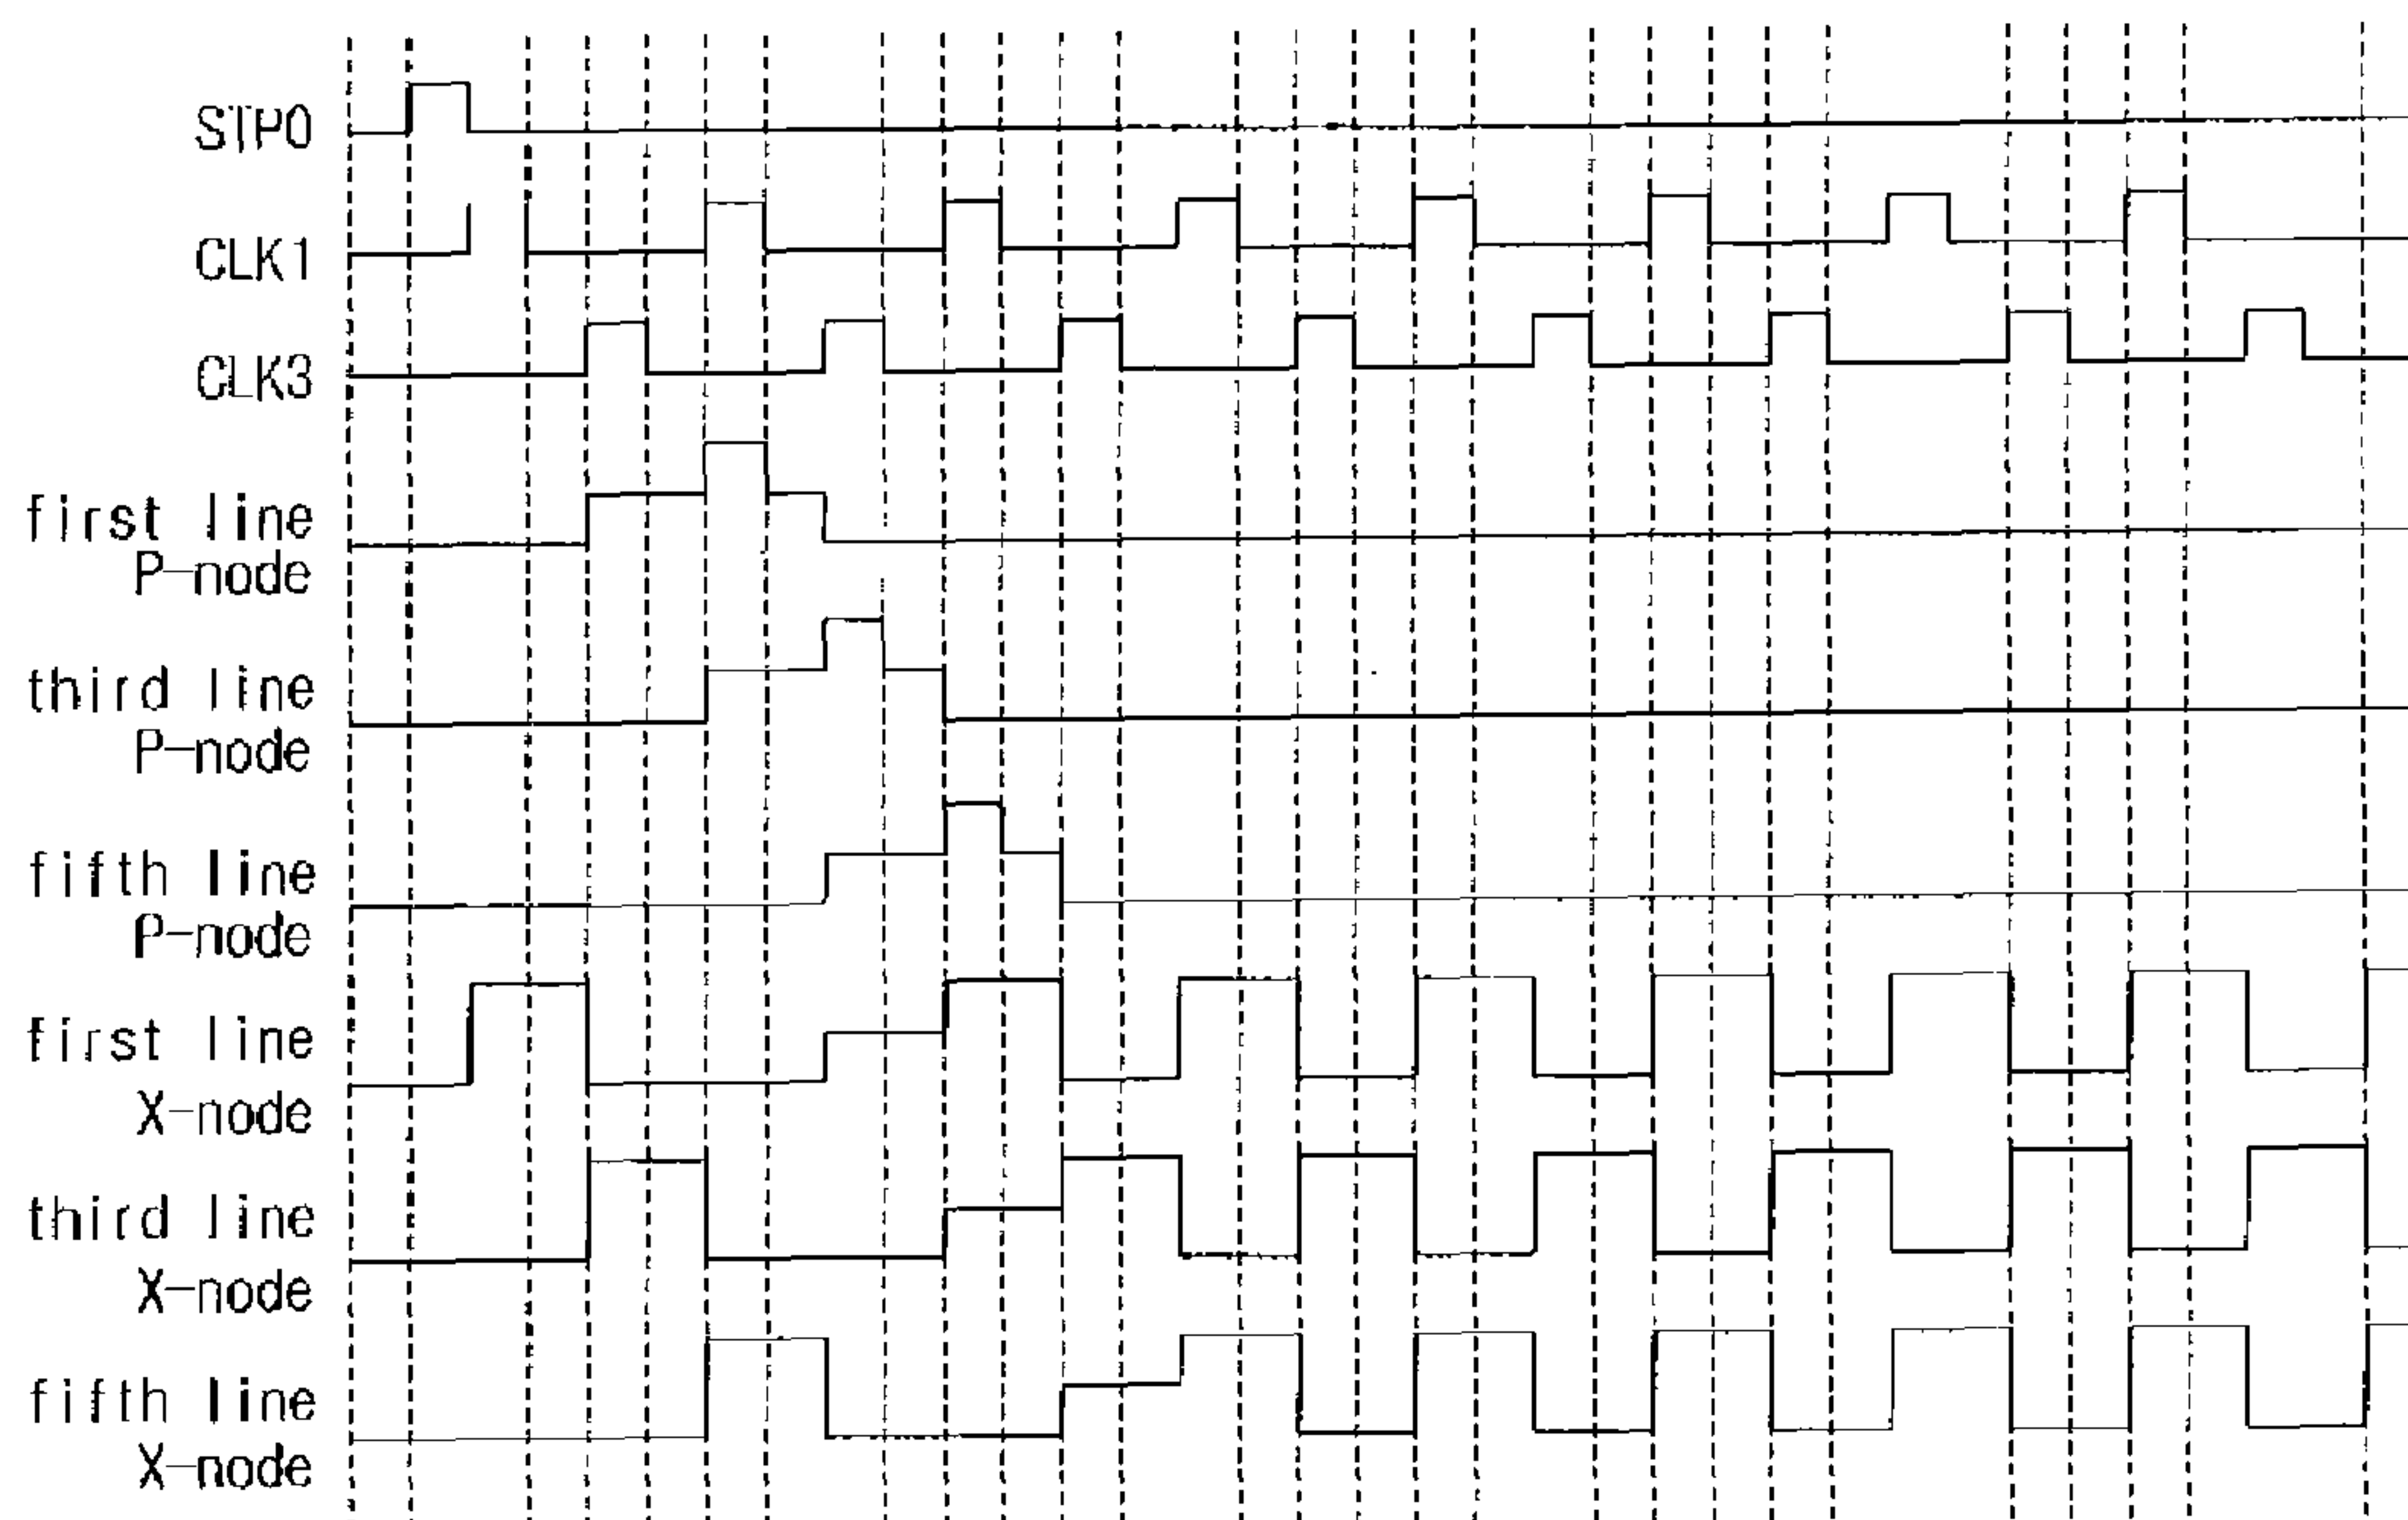 STP0
CLK1
CLK3
first line
P-node
third line
P-node
fifth line
P-node
first line
X-node
third line
X-node
fifth line
X-node